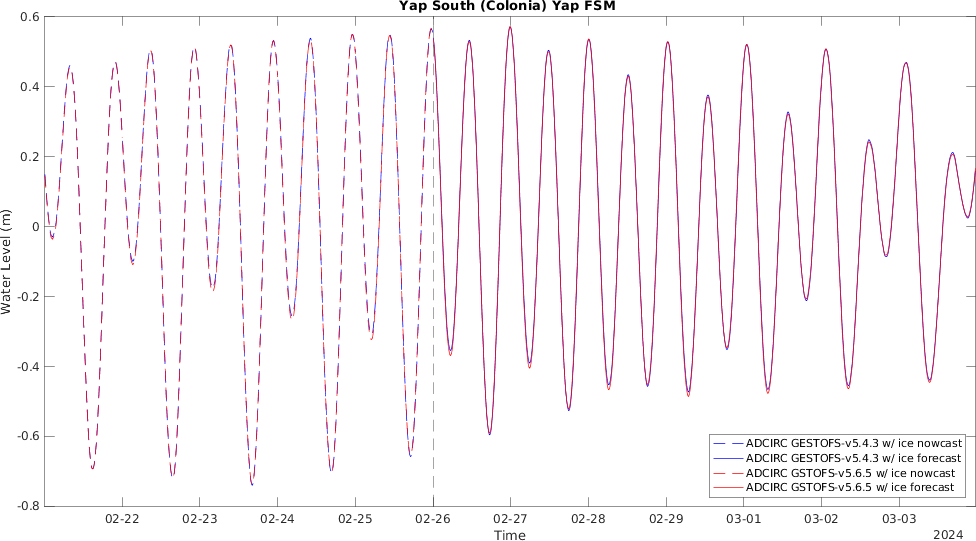 Yap South (Colonia) Yap FSM
0.6
0.4
0.2
0
-0.2
-0.4
-0.6
-0.8
Water Level (m)
ADCIRC GESTOFS-v5.4.3 w/ ice nowcast
ADCIRC GESTOFS-v5.4.3 w/ ice forecast
ADCIRC GSTOFS-v5.6.5 w/ ice nowcast
ADCIRC GSTOFS-v5.6.5 w/ ice forecast
02-22 02-23 02-24 02-25 02-26 02-27 02-28 02-29 03-01 03-02 03-03
Time
2024